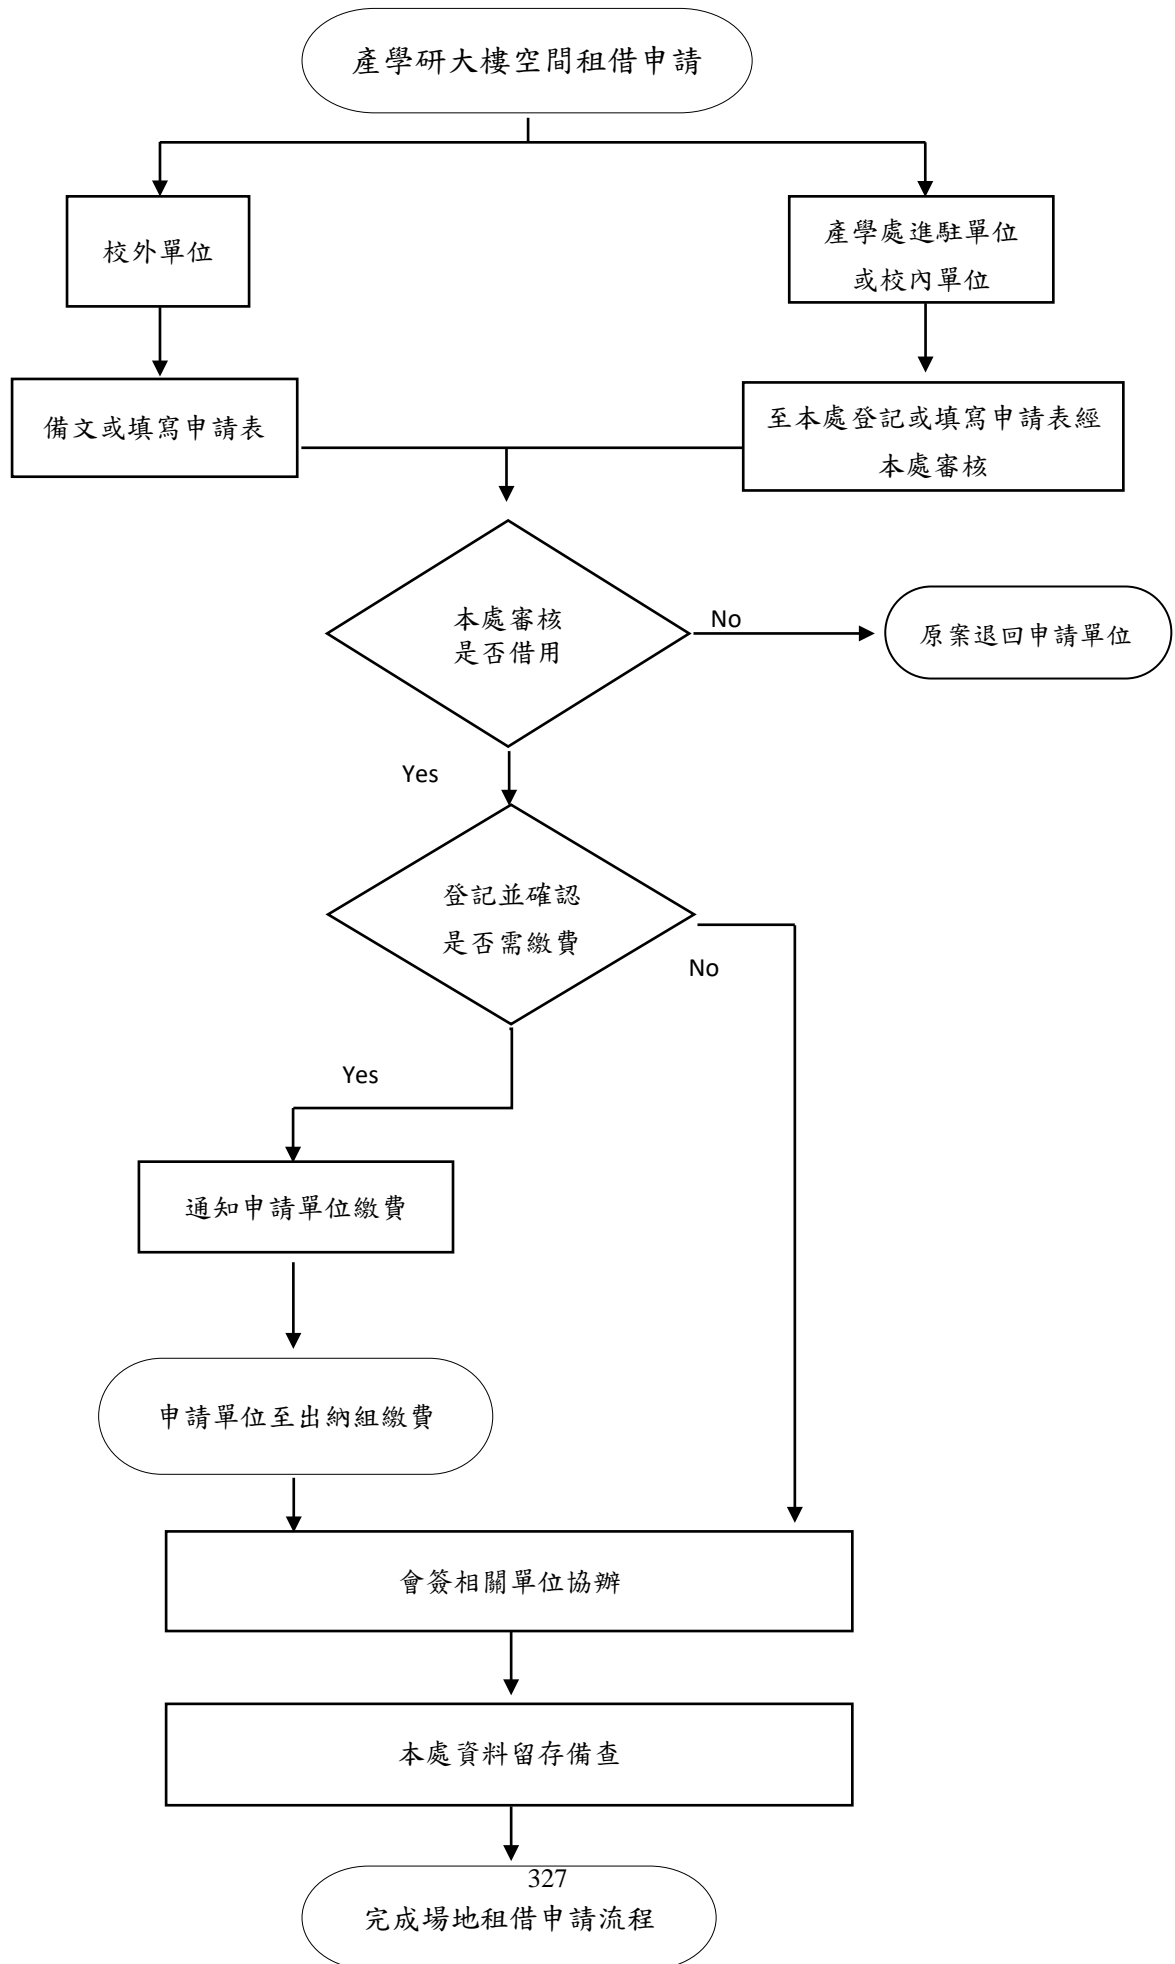 產學研大樓空間租借申請
校外單位
產學處進駐單位
或校內單位
備文或填寫申請表
至本處登記或填寫申請表經
本處審核
本處審核
是否借用
No
原案退回申請單位
Yes
登記並確認
是否需繳費
No
Yes
通知申請單位繳費
申請單位至出納組繳費
會簽相關單位協辦
本處資料留存備查
327
完成場地租借申請流程